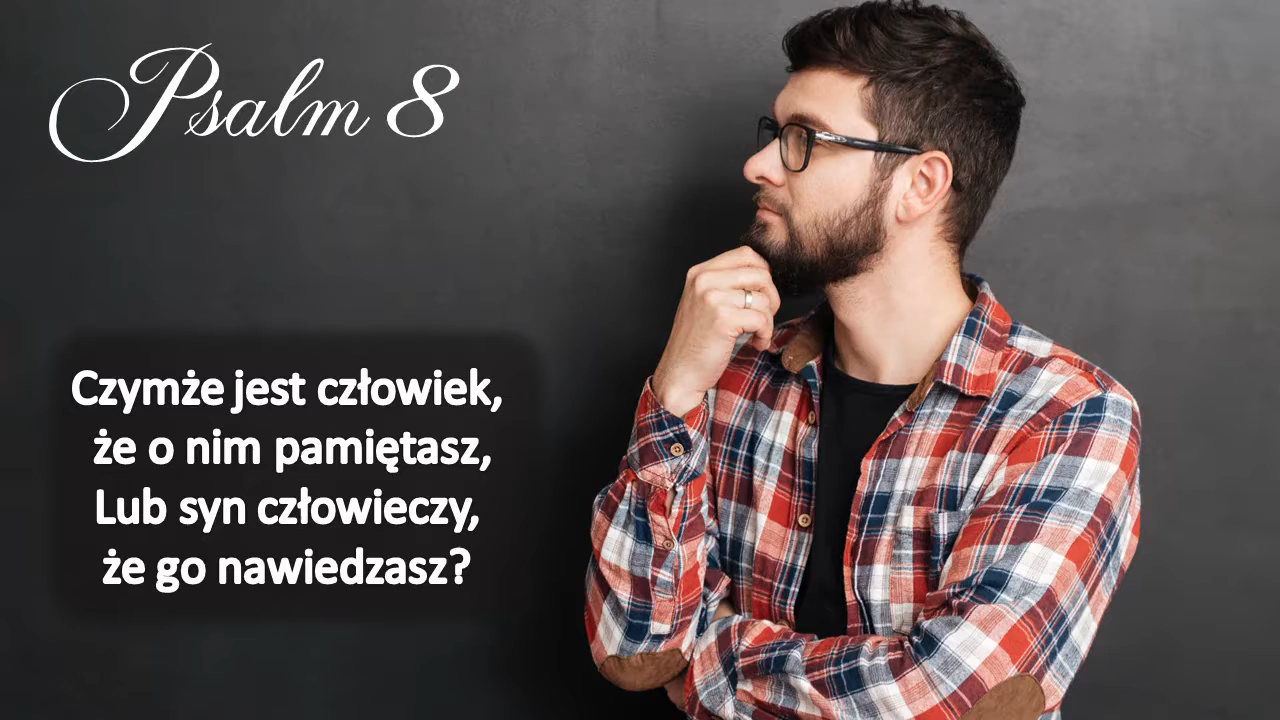 Psalm 8
Czymże jest człowiek,
że o nim pamiętasz,
Lub syn człowieczy,
że go nawiedzasz?